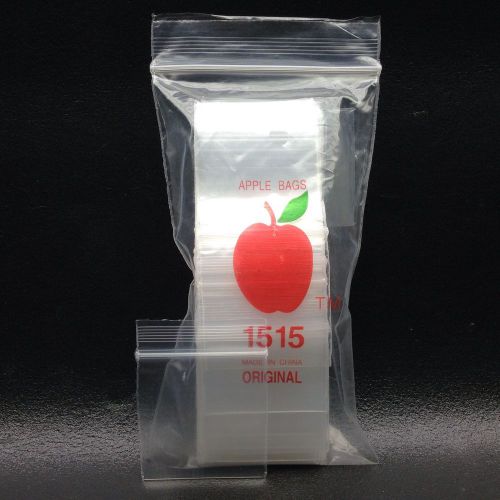 APPLE BAGS
TM
1515
MADE IN CHINA
ORIGINAL